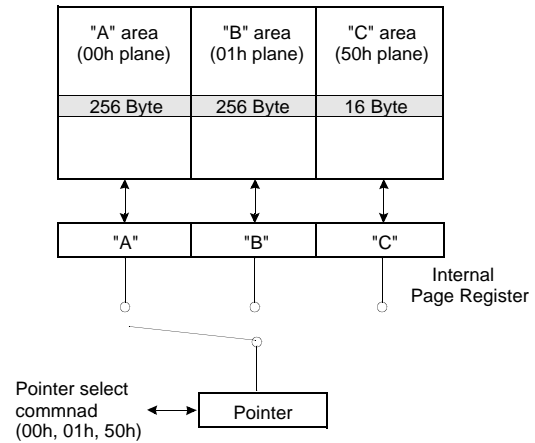 "A" area
(00h plane)
"B" area
(01h plane)
"C" area
(50h plane)
256 Byte
256 Byte
16 Byte
"A"
"B"
"C"
Internal
Page Register
Pointer select
commnad
(00h, 01h, 50h)
Pointer